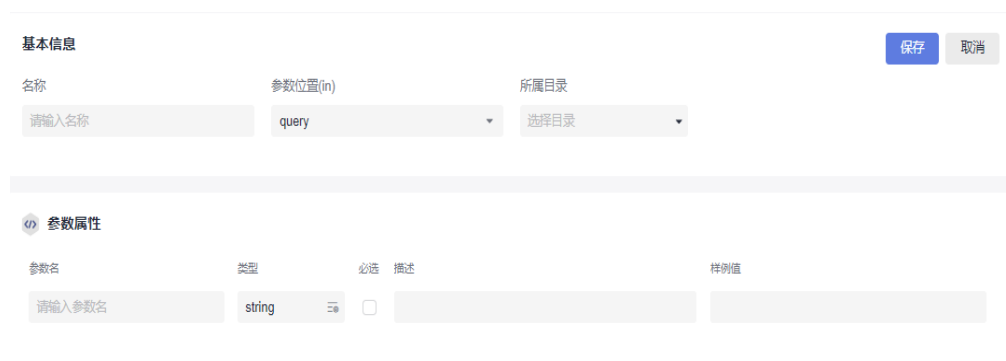 基本信息
保存 取消
名称 参数位置(in) 所属目录
请输入名称 query 选择目录
参数属性
参数名 类型 必选 描述 样例值
请输入参数名 string